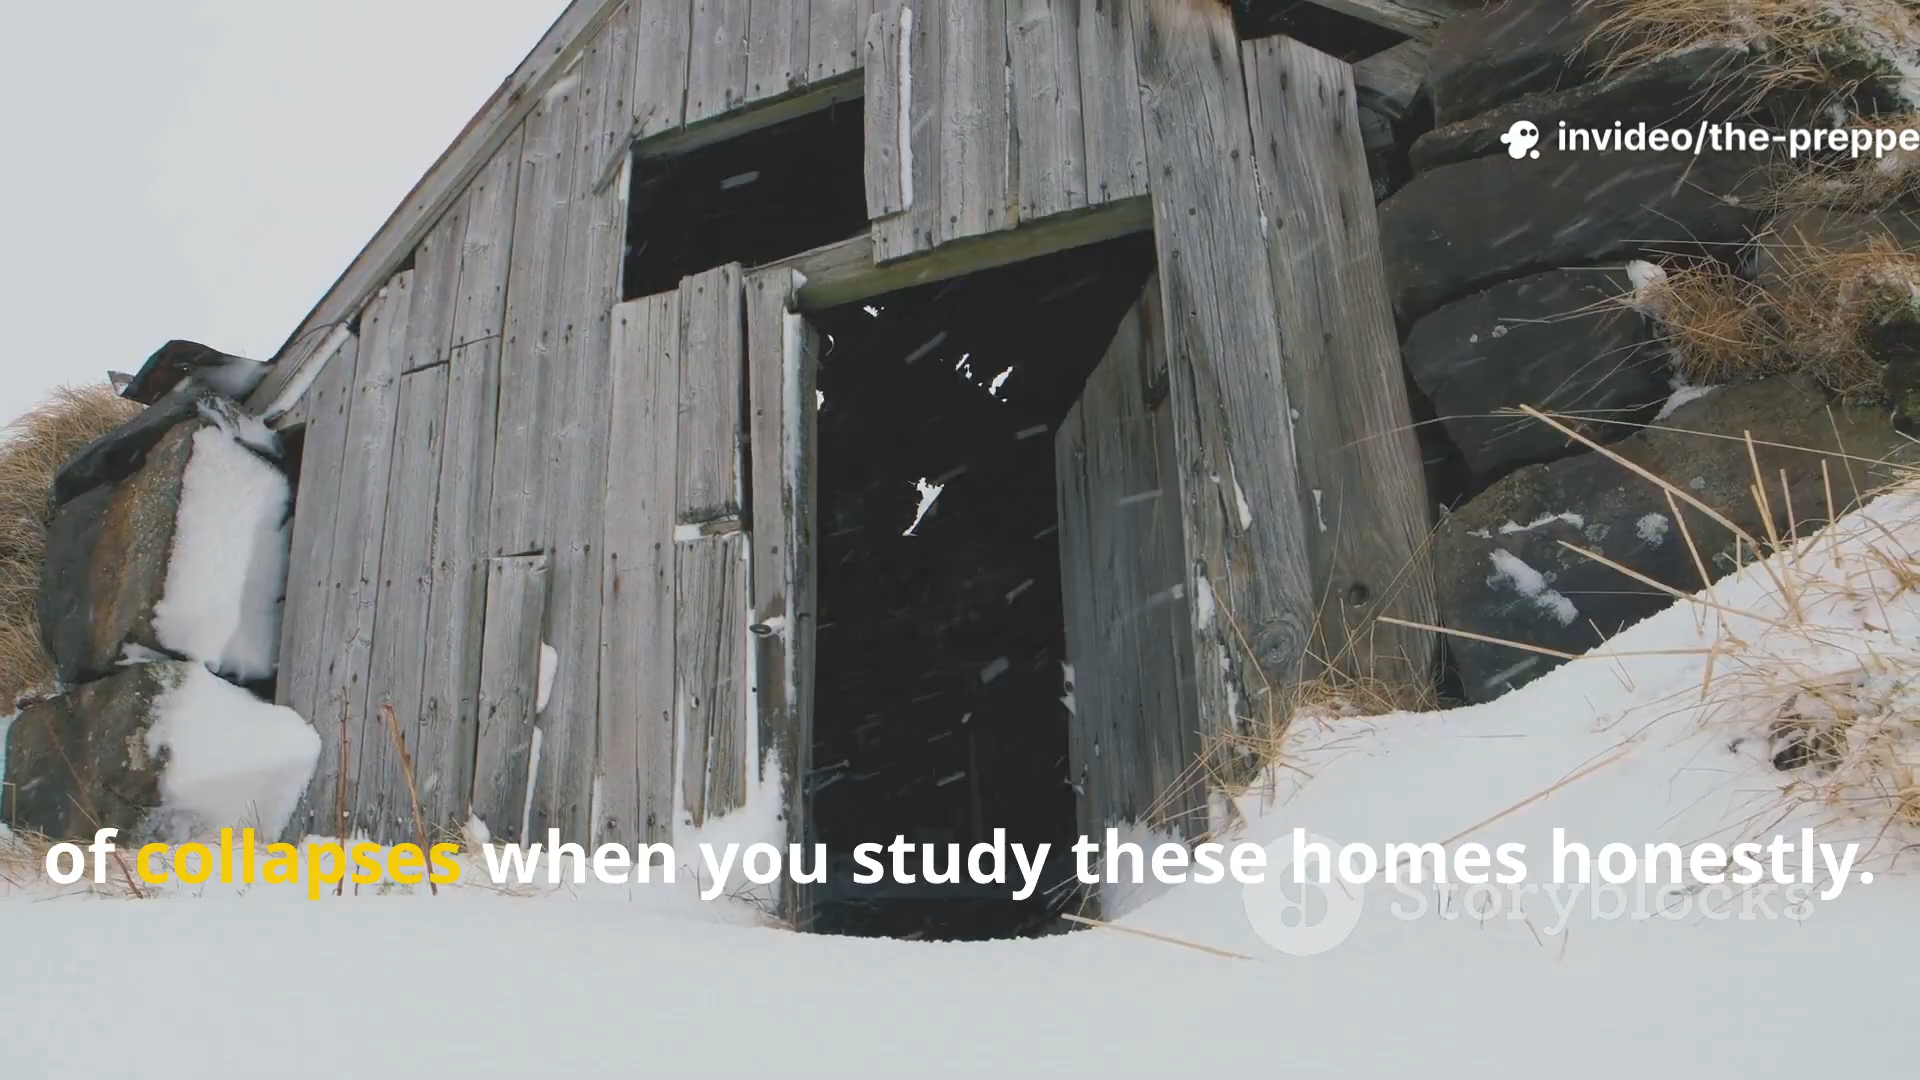 invideo/the-preppe
of collapses when you study these homes honestly.
Storyblocks